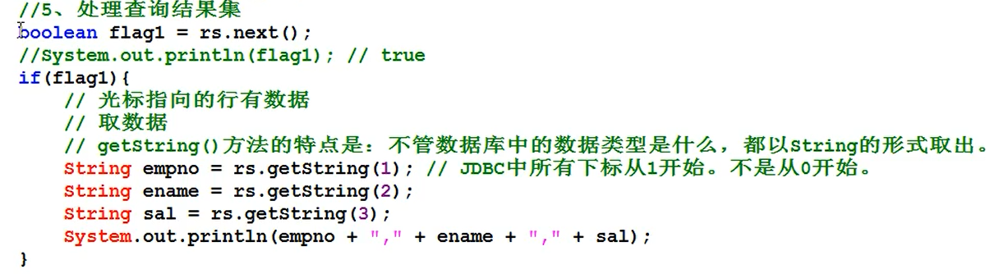 //5、处理查询结果集
boolean flag1 = rs.next();
//System.out.println(flag1); // true
if(flag1){
    // 光标指向的行有数据
    // 取数据
    // getString()方法的特点是：不管数据库中的数据类型是什么，都以String的形式取出。
    String empno = rs.getString(1); // JDBC中所有下标从1开始。不是从0开始。
    String ename = rs.getString(2);
    String sal = rs.getString(3);
    System.out.println(empno + "," + ename + "," + sal);
}